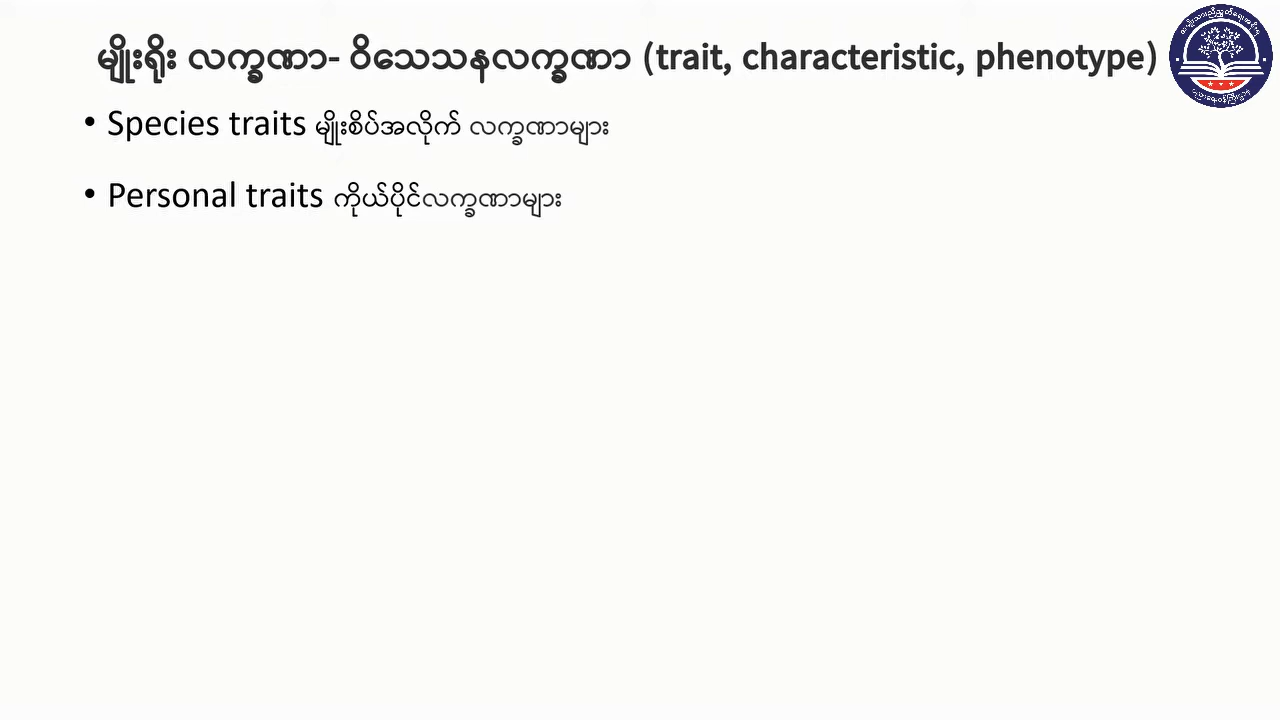 မျိုးရိုး လက္ခဏာ- ဝိသေသနလက္ခဏာ (trait, characteristic, phenotype)
• Species traits မျိုးစိပ်အလိုက် လက္ခဏာများ
• Personal traits ကိုယ်ပိုင်လက္ခဏာများ